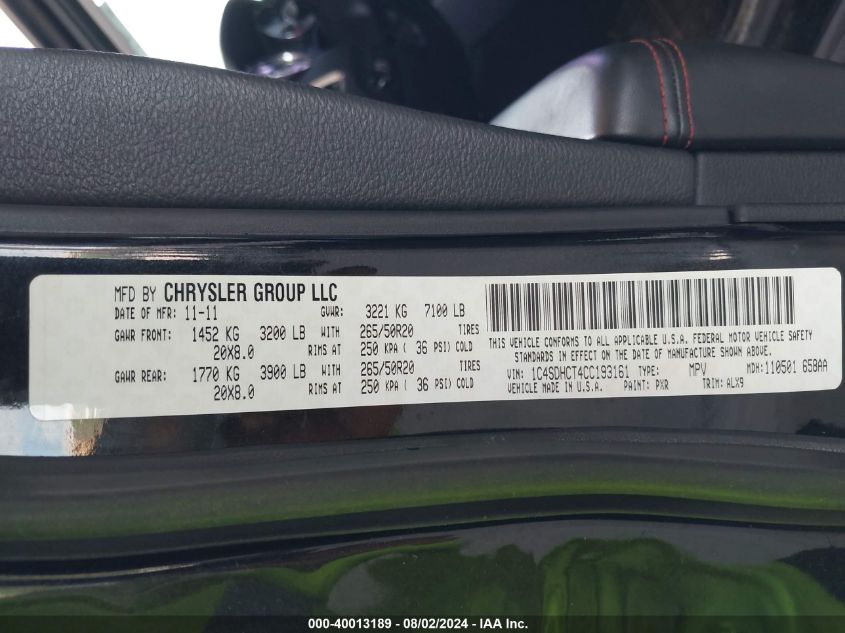 MFD BY CHRYSLER GROUP LLC
DATE OF MFR: 11-11 GVWR: 3221 KG 7100 LB
GAWR FRONT: 1452 KG 3200 LB WITH 265/50R20 TIRES
20X8.0 RIMS AT 250 KPA ( 36 PSI) COLD
GAWR REAR: 1770 KG 3900 LB WITH 265/50R20 TIRES
20X8.0 RIMS AT 250 KPA ( 36 PSI) COLD
THIS VEHICLE CONFORMS TO ALL APPLICABLE U.S.A. FEDERAL MOTOR VEHICLE SAFETY
STANDARDS IN EFFECT ON THE DATE OF MANUFACTURE SHOWN ABOVE.
VIN: 1C4SDHCT4CC193161 TYPE: MPV MDH: 110501 658AA
VEHICLE MADE IN U.S.A. PAINT: PXR TRIM: ALX9
000-40013189 - 08/02/2024 - IAA Inc.